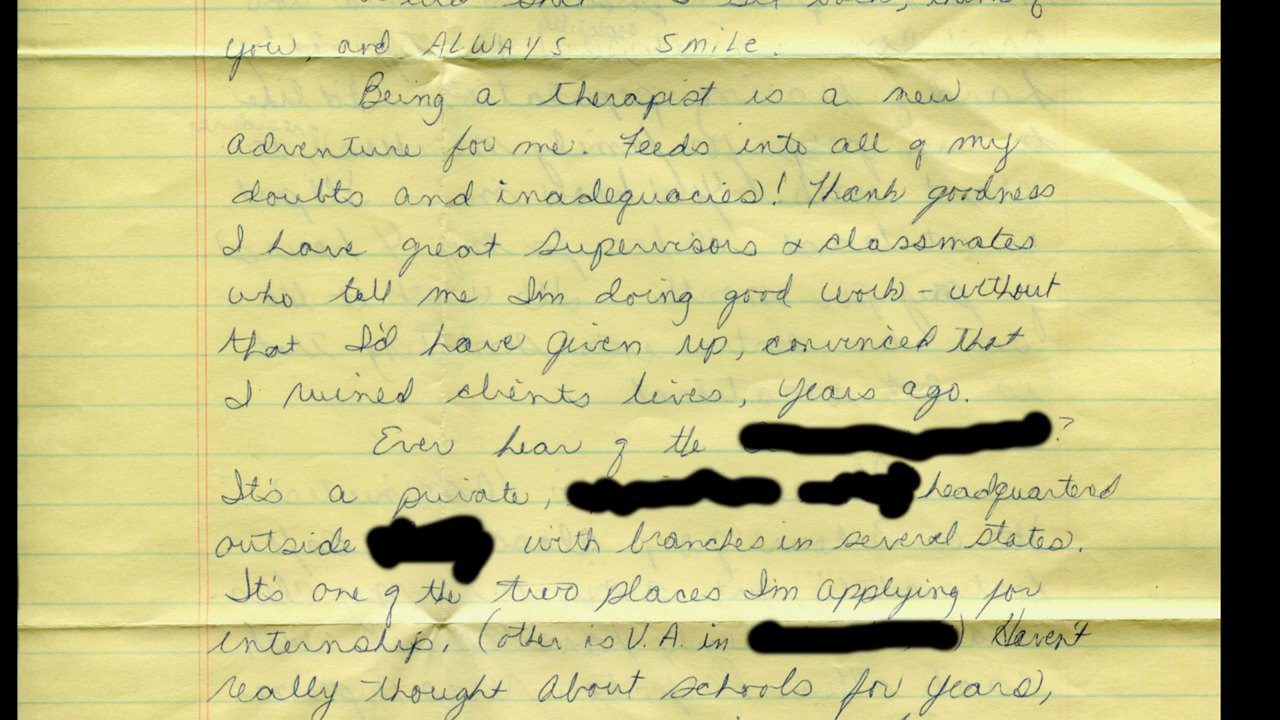 you, and ALWAYS smile.
Being a therapist is a new
adventure for me. Feeds into all of my
doubts and inadequacies! Thank goodness
I have great supervisors & classmates
who tell me I'm doing good work - without
that I'd have given up, convinced that
I ruined clients lives, years ago.
Ever hear of the ?
It's a private, headquartered
outside with branches in several states.
It's one of the two places I'm applying for
internship. (other is V.A. in ) Haven't
really thought about schools for years,